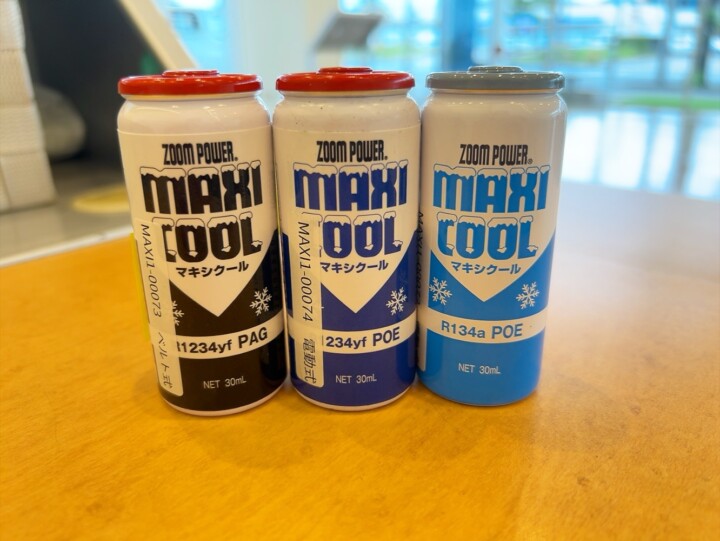 ZOOM POWER®
MAXI
COOL
マキシクール
R1234yf PAG
NET 30mL
MAXI1-00073 ベルト式
ZOOM POWER®
MAXI
COOL
マキシクール
1234yf POE
NET 30mL
MAXI1-00074 電動式
ZOOM POWER®
MAXI
COOL
マキシクール
R134a POE
NET 30mL